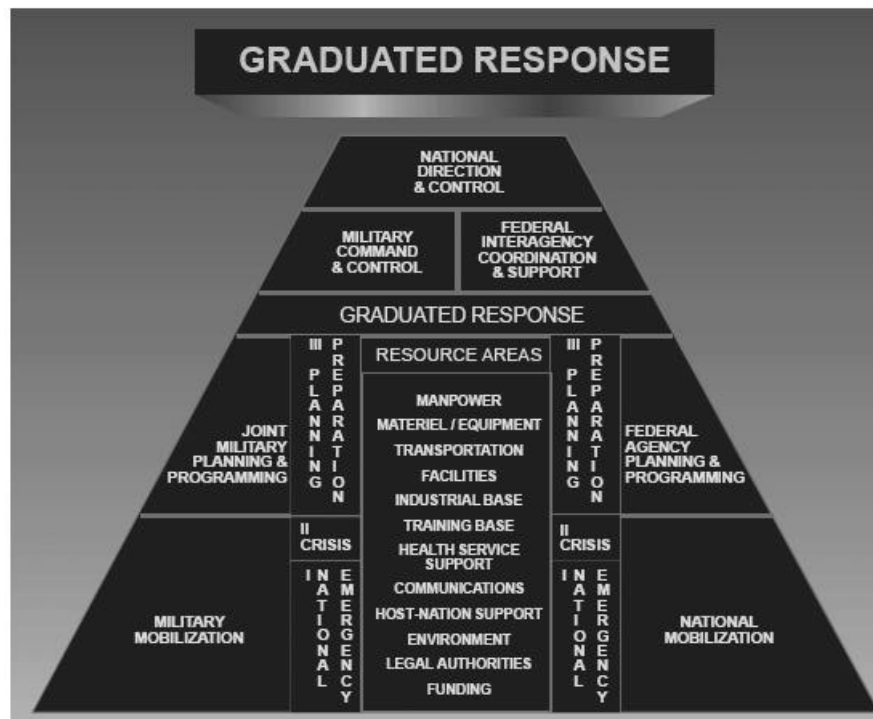 GRADUATED RESPONSE
NATIONAL
DIRECTION
& CONTROL
MILITARY
COMMAND
& CONTROL
FEDERAL
INTERAGENCY
COORDINATION
& SUPPORT
GRADUATED RESPONSE
JOINT
MILITARY
PLANNING &
PROGRAMMING
III PLANNING
PREPARATION
RESOURCE AREAS
MANPOWER
MATERIEL / EQUIPMENT
TRANSPORTATION
FACILITIES
INDUSTRIAL BASE
TRAINING BASE
HEALTH SERVICE
SUPPORT
COMMUNICATIONS
HOST-NATION SUPPORT
ENVIRONMENT
LEGAL AUTHORITIES
FUNDING
III PLANNING
PREPARATION
FEDERAL
AGENCY
PLANNING &
PROGRAMMING
II
CRISIS
II
CRISIS
MILITARY
MOBILIZATION
I NATIONAL
EMERGENCY
I NATIONAL
EMERGENCY
NATIONAL
MOBILIZATION